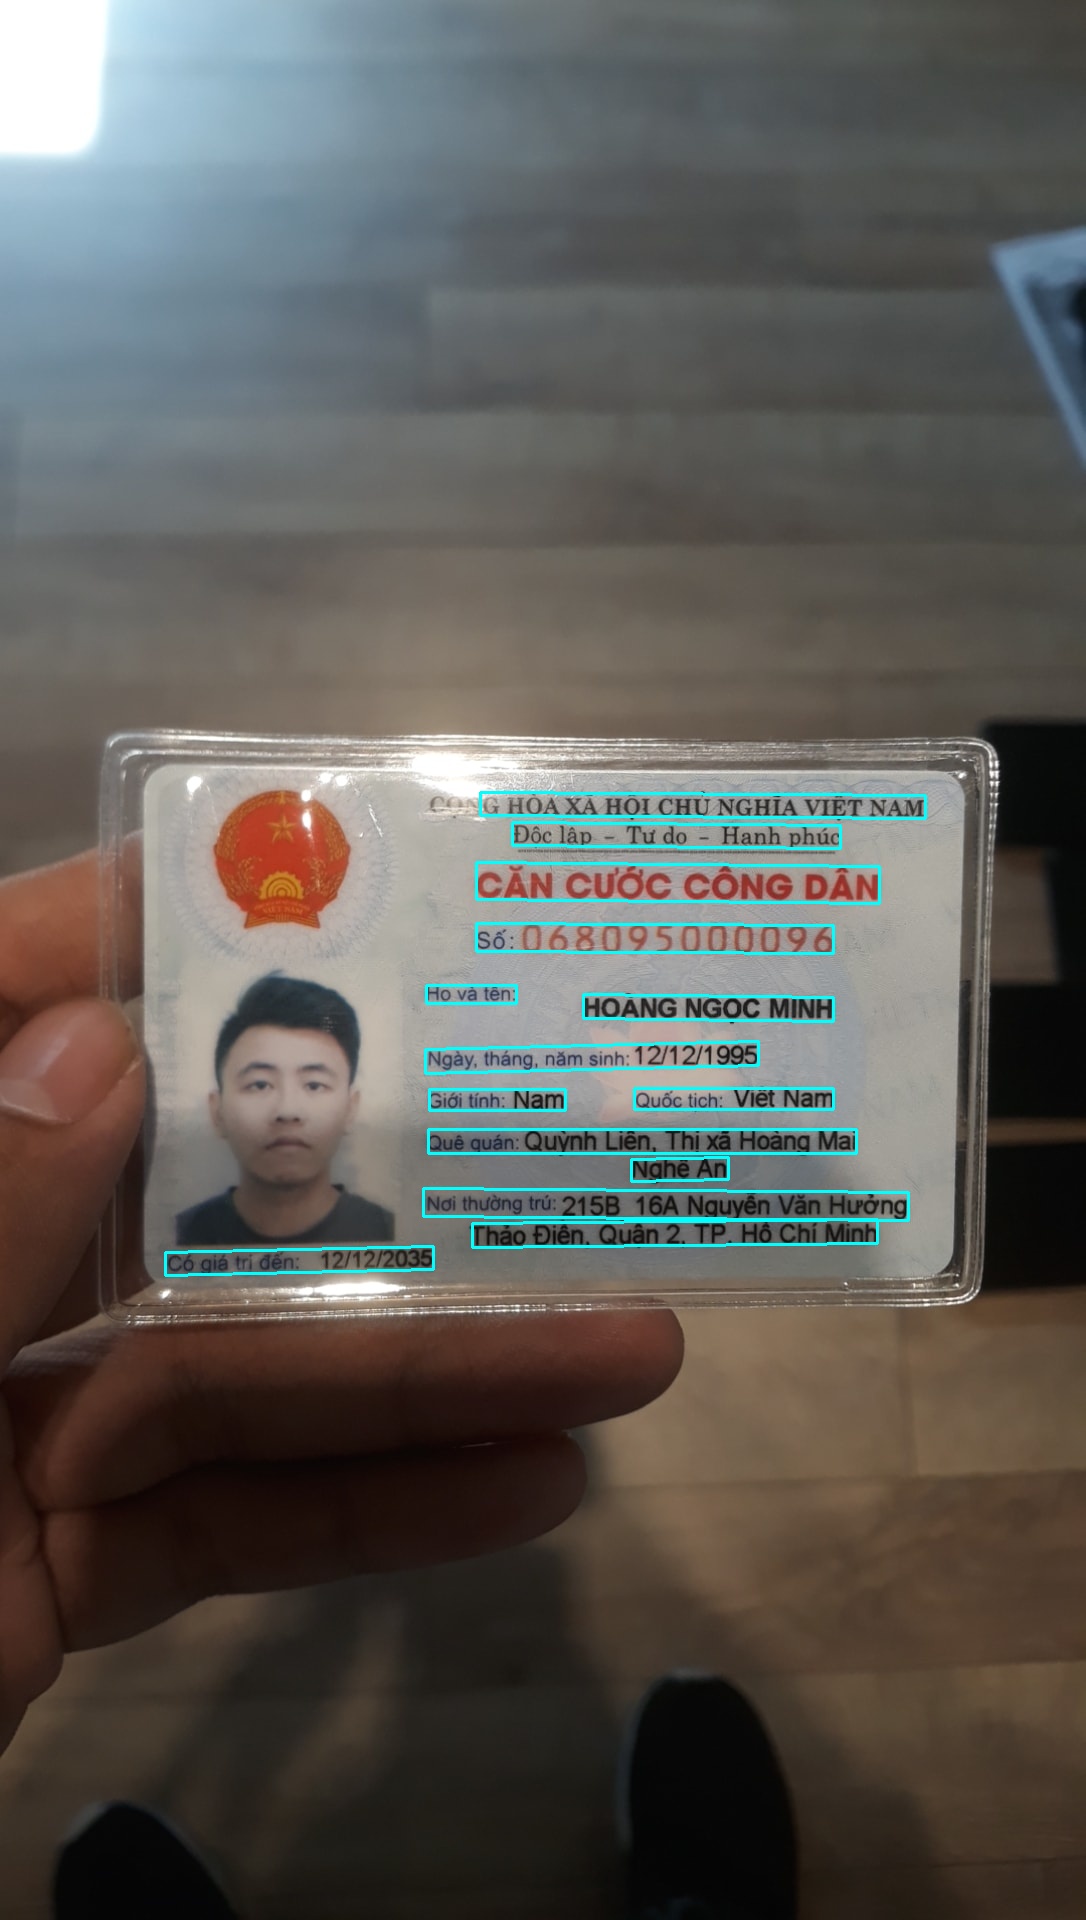 CỘNG HÒA XÃ HỘI CHỦ NGHĨA VIỆT NAM
Độc lập – Tự do – Hạnh phúc
CĂN CƯỚC CÔNG DÂN
Số: 068095000096
Họ và tên:
HOÀNG NGỌC MINH
Ngày, tháng, năm sinh: 12/12/1995
Giới tính: Nam Quốc tịch: Việt Nam
Quê quán: Quỳnh Liên, Thị xã Hoàng Mai
Nghệ An
Nơi thường trú: 215B 16A Nguyễn Văn Hưởng
Thảo Điền, Quận 2, TP. Hồ Chí Minh
Có giá trị đến: 12/12/2035
VIỆT NAM